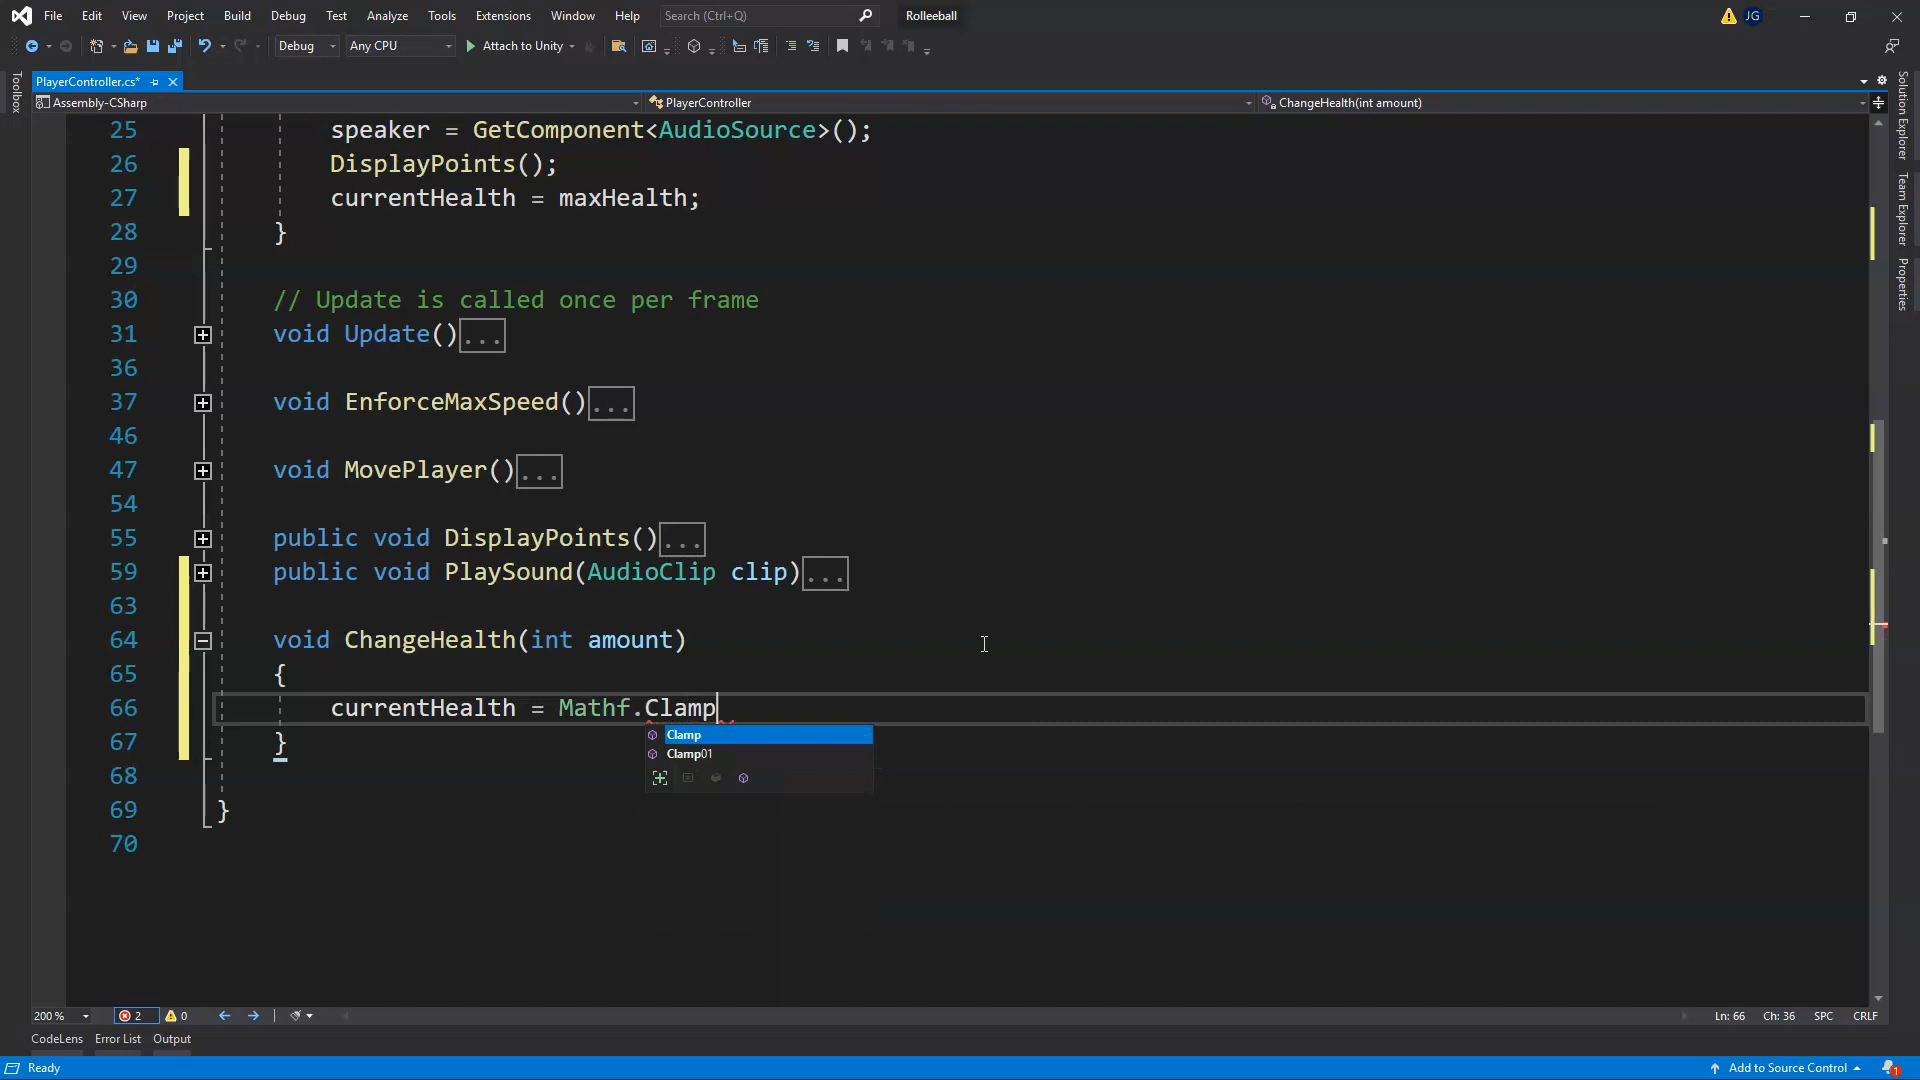 File Edit View Project Build Debug Test Analyze Tools Extensions Window Help Search (Ctrl+Q) Rolleeball JG
Debug Any CPU Attach to Unity
PlayerController.cs*
Assembly-CSharp PlayerController ChangeHealth(int amount)
Toolbox
Solution Explorer
Team Explorer
Properties
25 speaker = GetComponent<AudioSource>();
26 DisplayPoints();
27 currentHealth = maxHealth;
28 }
29
30 // Update is called once per frame
31 void Update()...
36
37 void EnforceMaxSpeed()...
46
47 void MovePlayer()...
54
55 public void DisplayPoints()...
59 public void PlaySound(AudioClip clip)...
63
64 void ChangeHealth(int amount)
65 {
66 currentHealth = Mathf.Clamp
Clamp
67 }
Clamp01
68
69 }
70
200 % 2 0 Ln: 66 Ch: 36 SPC CRLF
CodeLens Error List Output
Ready Add to Source Control 1